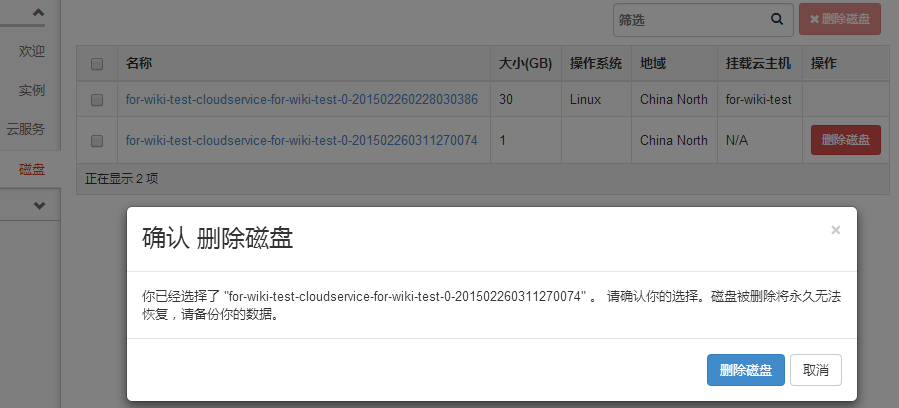 筛选
删除磁盘
欢迎
实例
云服务
磁盘
名称 大小(GB) 操作系统 地域 挂载云主机 操作
for-wiki-test-cloudservice-for-wiki-test-0-201502260228030386 30 Linux China North for-wiki-test
for-wiki-test-cloudservice-for-wiki-test-0-201502260311270074 1 China North N/A 删除磁盘
正在显示 2 项
确认 删除磁盘
×
你已经选择了 "for-wiki-test-cloudservice-for-wiki-test-0-201502260311270074" 。 请确认你的选择。磁盘被删除将永久无法
恢复，请备份你的数据。
删除磁盘 取消